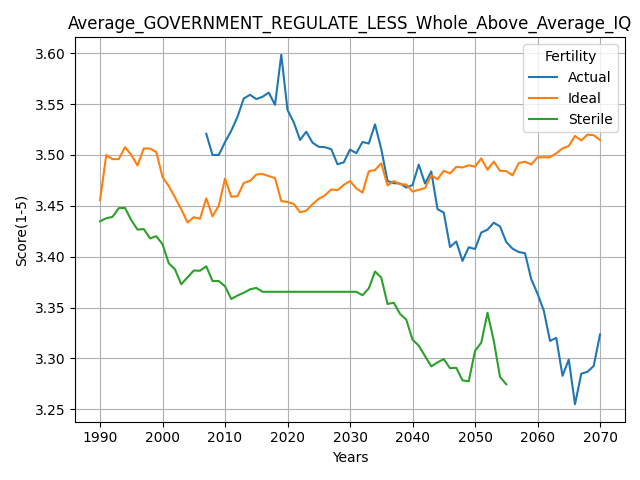 Average_GOVERNMENT_REGULATE_LESS_Whole_Above_Average_IQ
Fertility
Actual
Ideal
Sterile
Score(1-5)
3.60
3.55
3.50
3.45
3.40
3.35
3.30
3.25
1990 2000 2010 2020 2030 2040 2050 2060 2070
Years